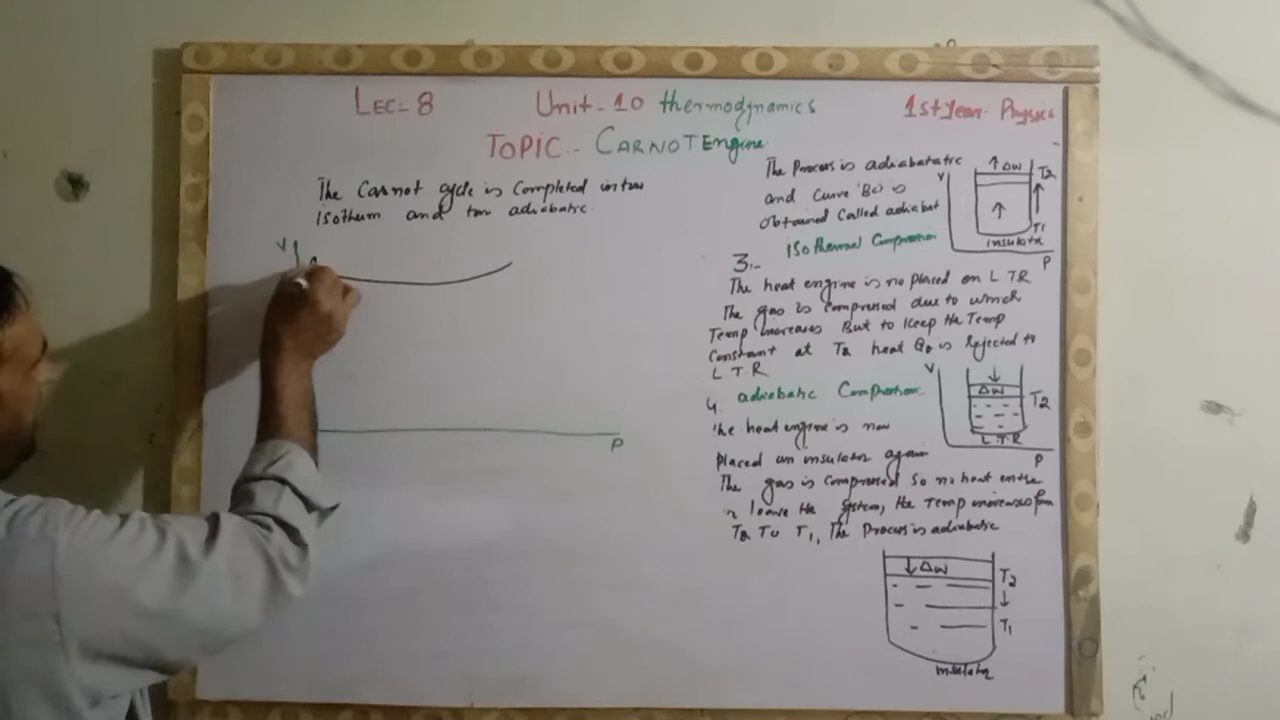 LEC-8 Unit-10 thermodynamics 1st year Physics
TOPIC:- CARNOT Engine
The Carnot cycle is Completed in two
Isotherm and two adiabatic.
V
P
The Process is adiabatatic
and curve 'BC' is
Obtained Called adiabat
V
↑ ΔW
T2
↑
↑
T1
insulator
P
3:- isothermal Compression
The heat engine is no placed on L T R
The gas is compressed due to which
Temp increases But to keep the Temp
Constant at T2 heat Q2 is Rejected to
L T R
V
↓
ΔW
T2
L T R
P
4. adiabatic Compression
the heat engine is now
placed on insulator again
The gas is compressed so no heat enter
or leave the system, the Temp increases from
T2 To T1, The Process is adiabatic
↓ ΔW
T2
↓
T1
insulator